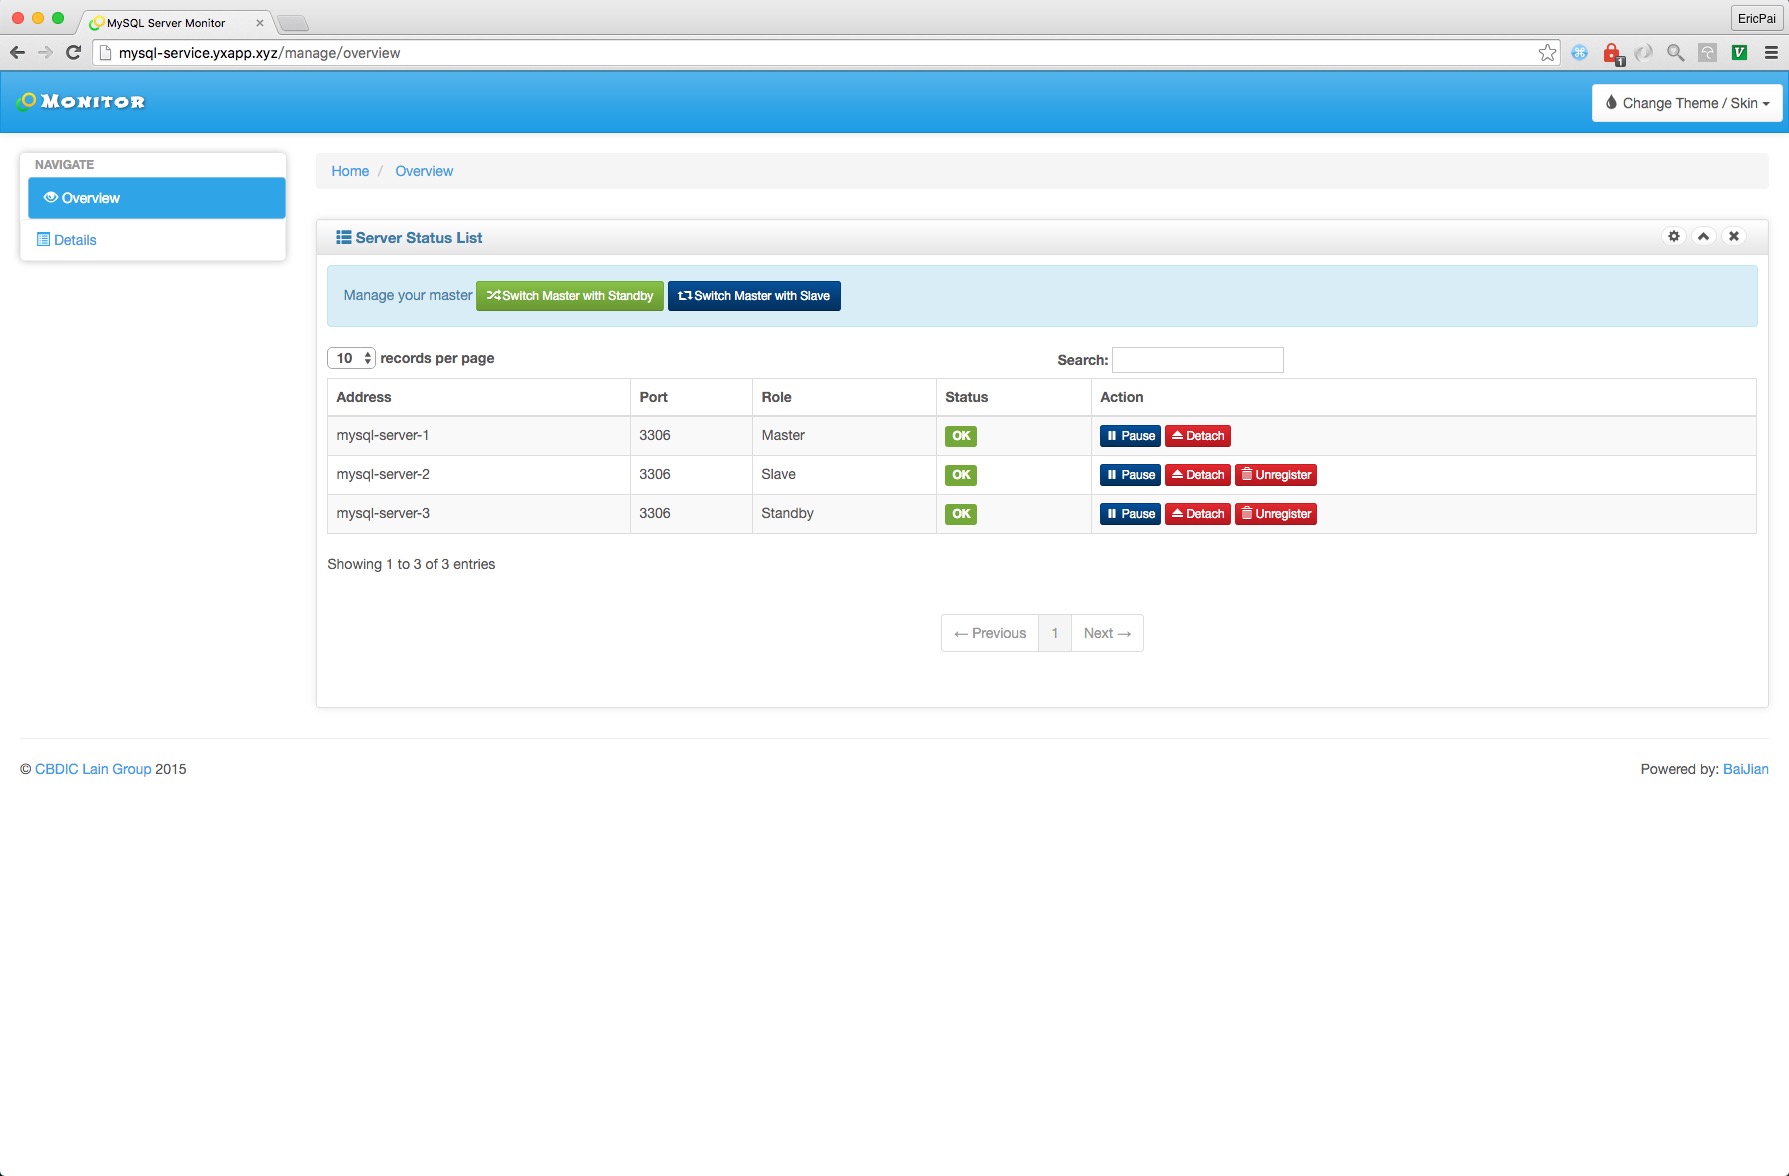 MySQL Server Monitor
EricPai
mysql-service.yxapp.xyz/manage/overview
1
V
MONITOR
Change Theme / Skin
NAVIGATE
Overview
Details
Home / Overview
Server Status List
Manage your master Switch Master with Standby Switch Master with Slave
10 records per page Search:
Address Port Role Status Action
mysql-server-1 3306 Master OK Pause Detach
mysql-server-2 3306 Slave OK Pause Detach Unregister
mysql-server-3 3306 Standby OK Pause Detach Unregister
Showing 1 to 3 of 3 entries
← Previous 1 Next →
© CBDIC Lain Group 2015
Powered by: BaiJian